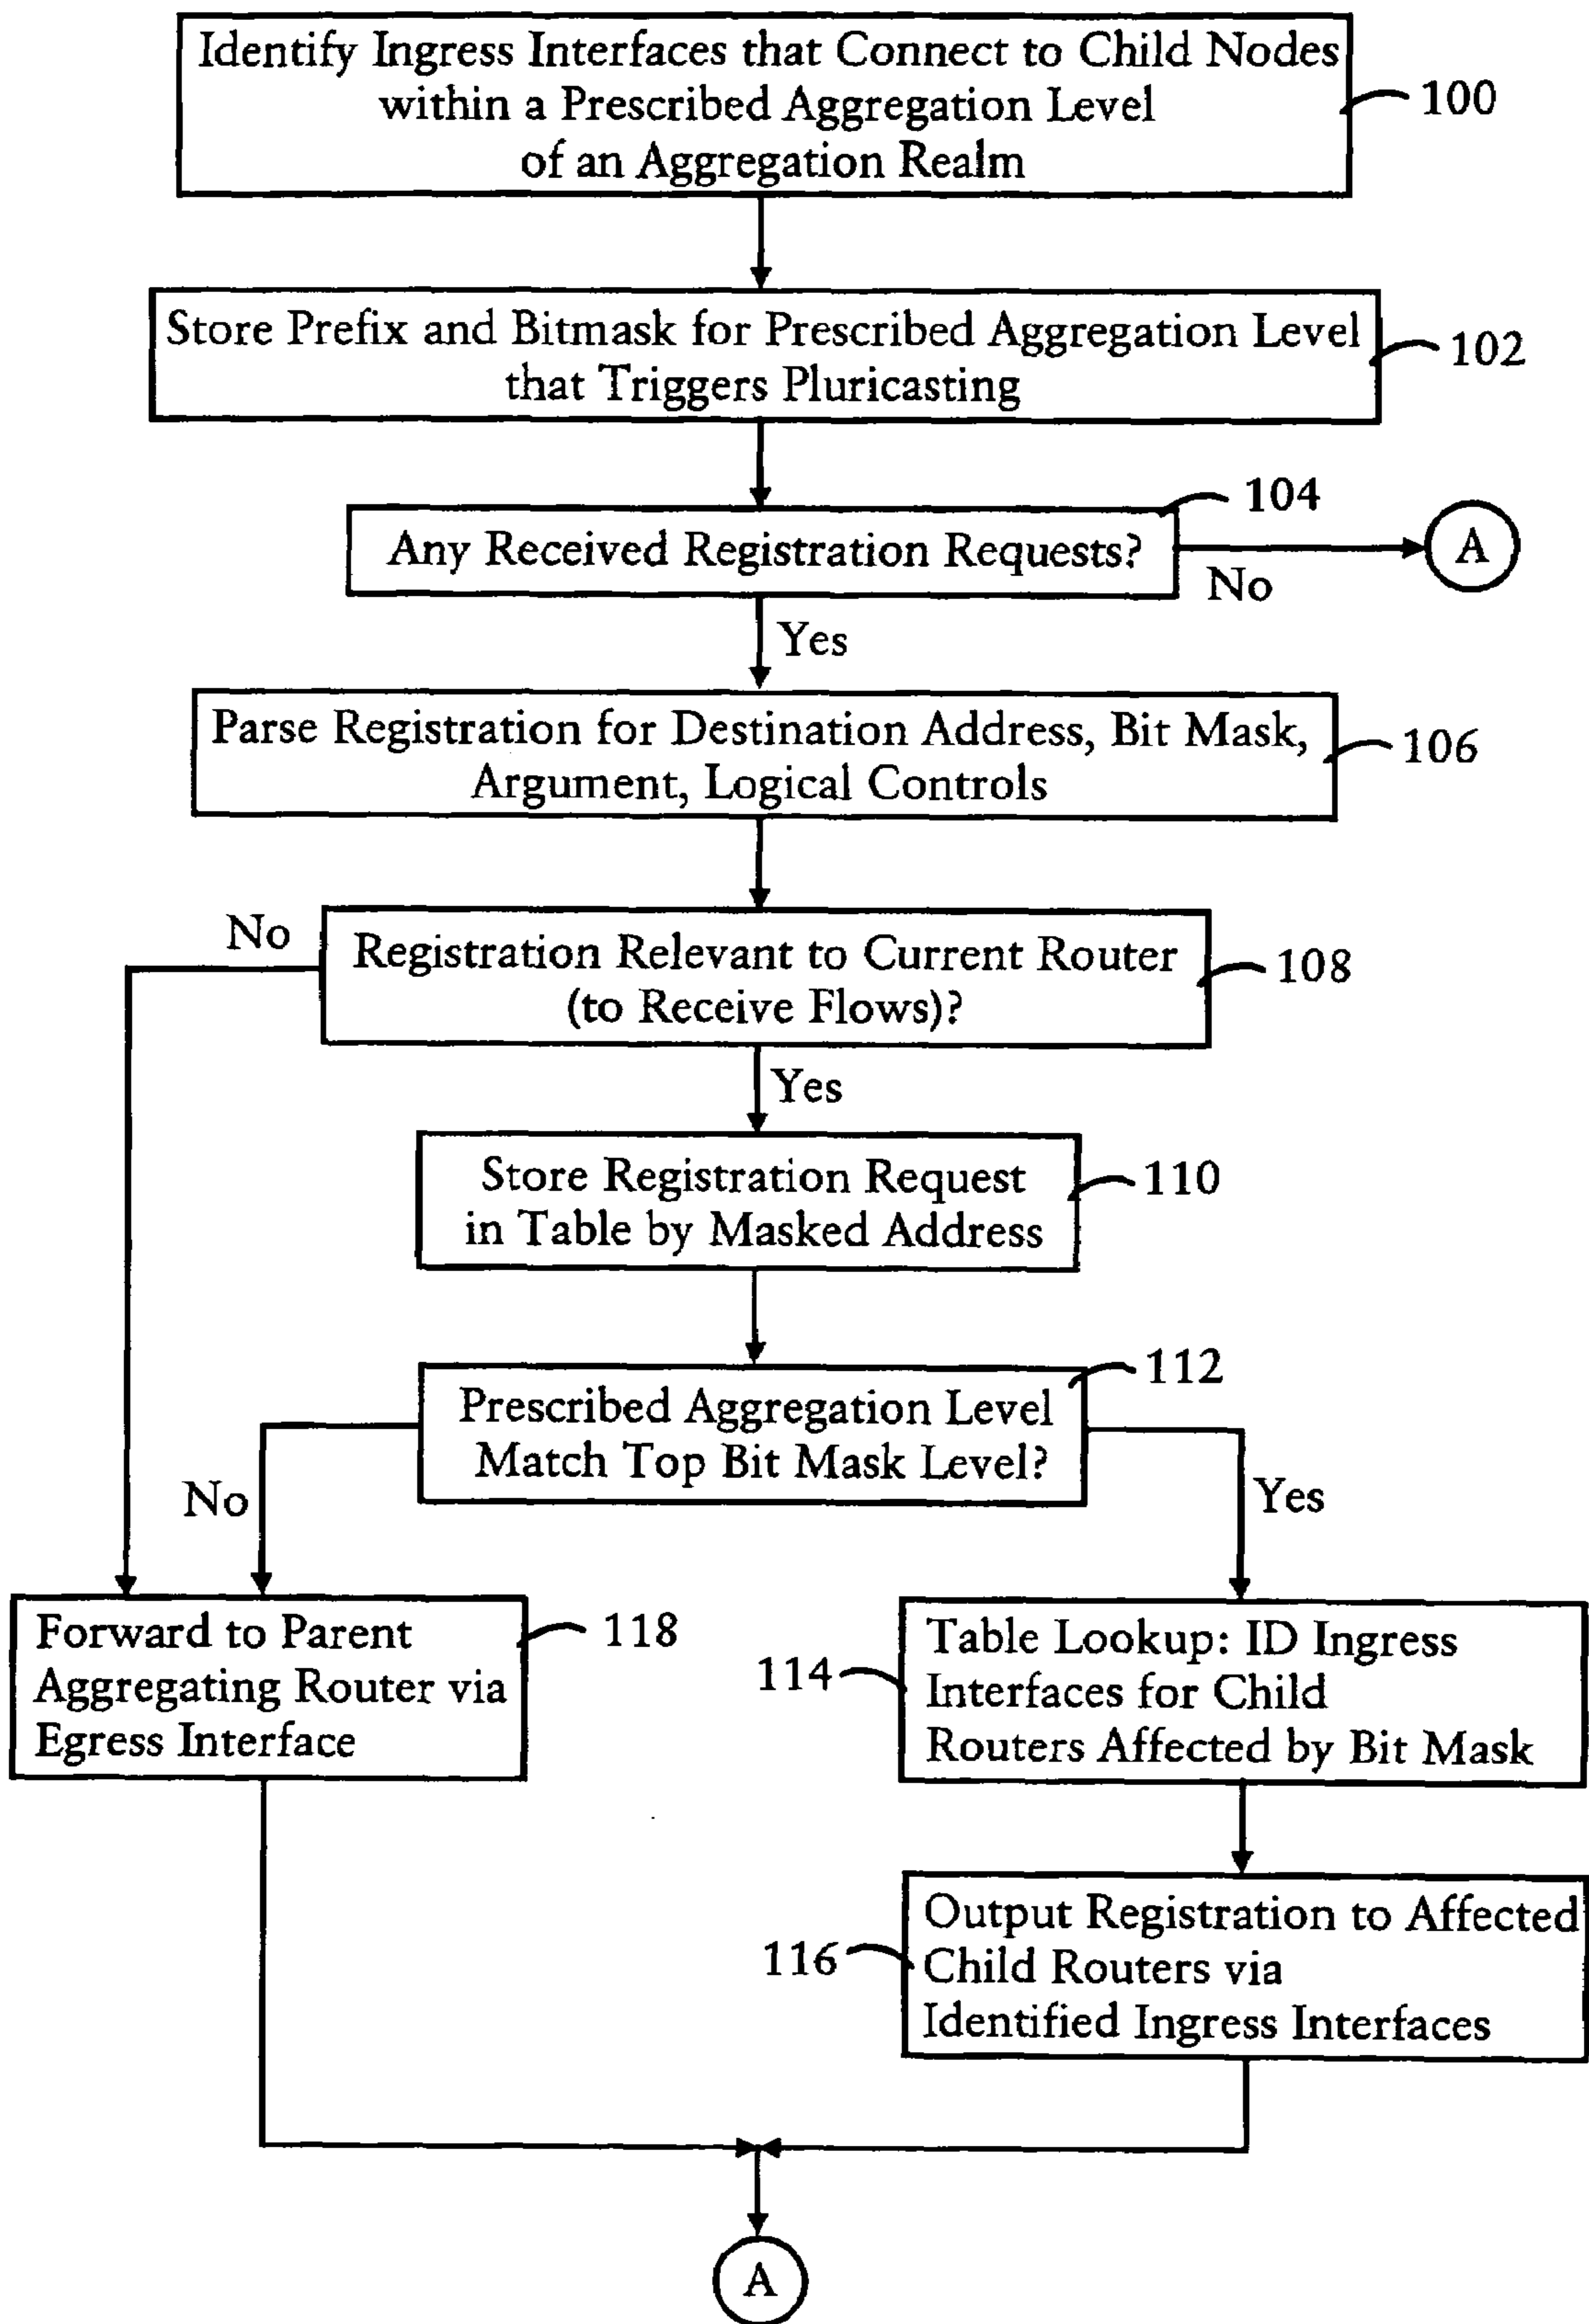 Identify Ingress Interfaces that Connect to Child Nodes
within a Prescribed Aggregation Level
of an Aggregation Realm
100
Store Prefix and Bitmask for Prescribed Aggregation Level
that Triggers Pluricasting
102
104
Any Received Registration Requests?
No
A
Yes
Parse Registration for Destination Address, Bit Mask,
Argument, Logical Controls
106
No
Registration Relevant to Current Router
(to Receive Flows)?
108
Yes
Store Registration Request
in Table by Masked Address
110
112
Prescribed Aggregation Level
Match Top Bit Mask Level?
No
Yes
Forward to Parent
Aggregating Router via
Egress Interface
118
114
Table Lookup: ID Ingress
Interfaces for Child
Routers Affected by Bit Mask
116
Output Registration to Affected
Child Routers via
Identified Ingress Interfaces
A